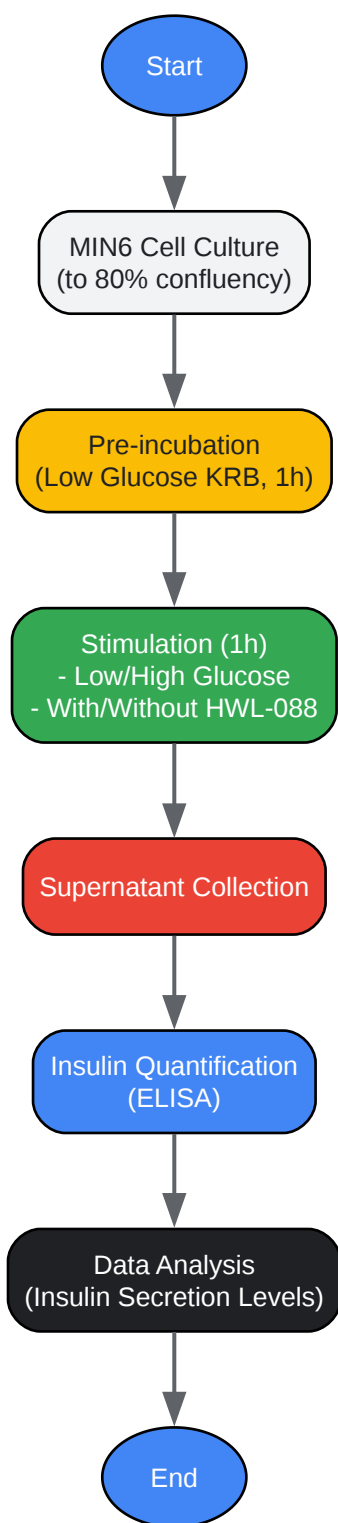 Start
MIN6 Cell Culture
(to 80% confluency)
Pre-incubation
(Low Glucose KRB, 1h)
Stimulation (1h)
- Low/High Glucose
- With/Without HWL-088
Supernatant Collection
Insulin Quantification
(ELISA)
Data Analysis
(Insulin Secretion Levels)
End